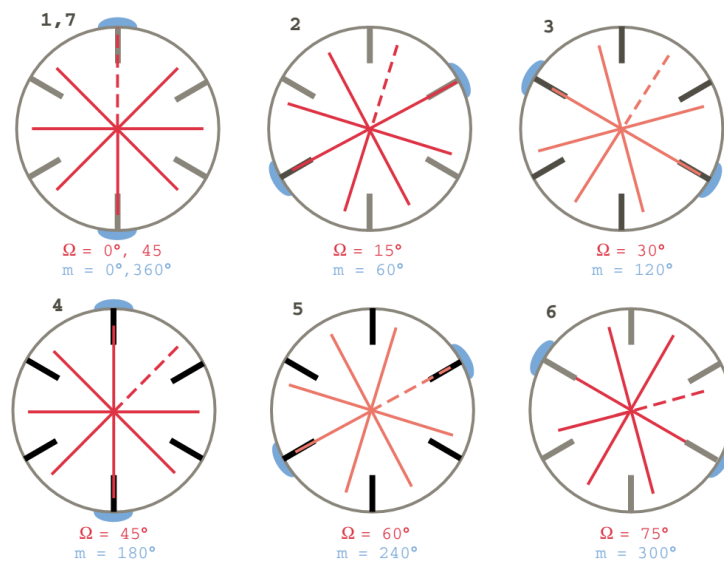 1,7
2
3
Ω = 0°, 45
m = 0°,360°
Ω = 15°
m = 60°
Ω = 30°
m = 120°
4
5
6
Ω = 45°
m = 180°
Ω = 60°
m = 240°
Ω = 75°
m = 300°